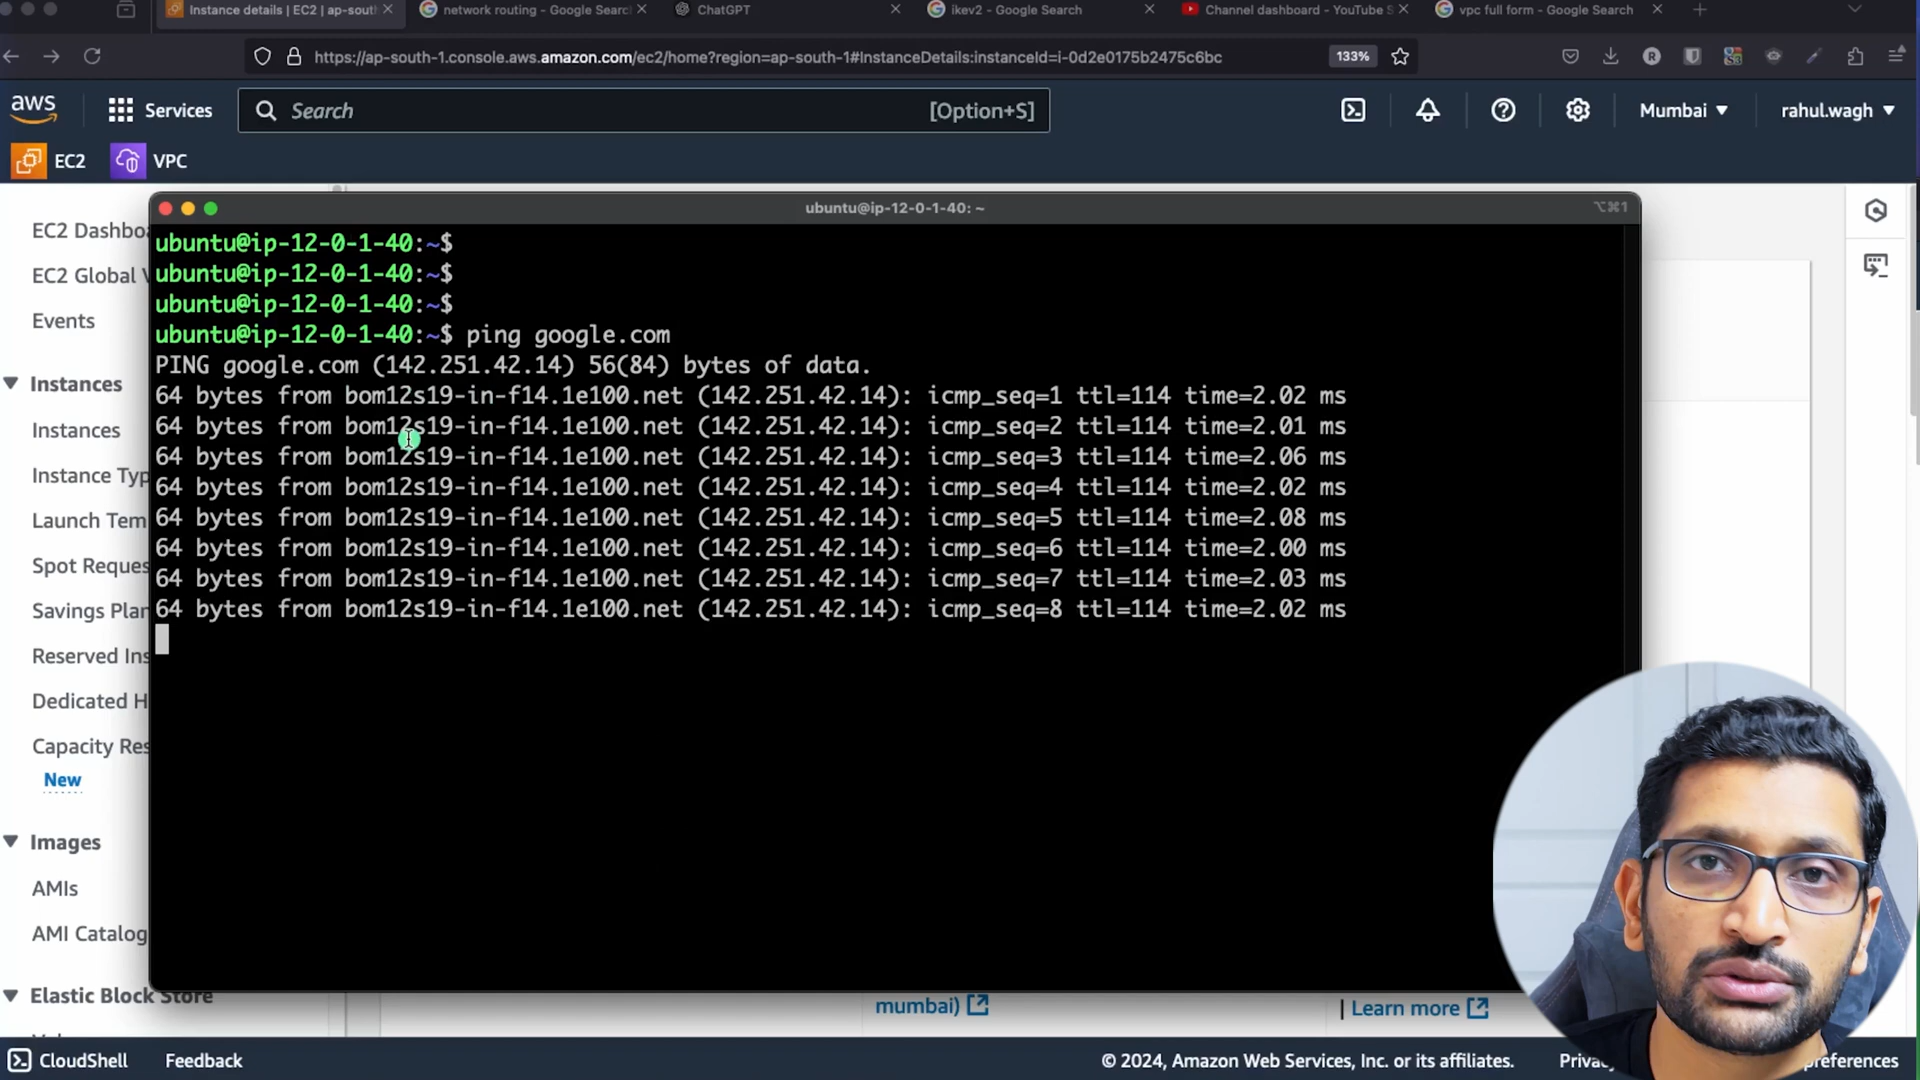 Instance details | EC2 | ap-sout
network routing - Google Searc
ChatGPT
ikev2 - Google Search
Channel dashboard - YouTube S
vpc full form - Google Search
https://ap-south-1.console.aws.amazon.com/ec2/home?region=ap-south-1#InstanceDetails:instanceId=i-0d2e0175b2475c6bc
133%
aws
Services
Search
[Option+S]
Mumbai
rahul.wagh
EC2
VPC
ubuntu@ip-12-0-1-40: ~
⌥⌘1
ubuntu@ip-12-0-1-40:~$
ubuntu@ip-12-0-1-40:~$
ubuntu@ip-12-0-1-40:~$
ubuntu@ip-12-0-1-40:~$ ping google.com
PING google.com (142.251.42.14) 56(84) bytes of data.
64 bytes from bom12s19-in-f14.1e100.net (142.251.42.14): icmp_seq=1 ttl=114 time=2.02 ms
64 bytes from bom12s19-in-f14.1e100.net (142.251.42.14): icmp_seq=2 ttl=114 time=2.01 ms
64 bytes from bom12s19-in-f14.1e100.net (142.251.42.14): icmp_seq=3 ttl=114 time=2.06 ms
64 bytes from bom12s19-in-f14.1e100.net (142.251.42.14): icmp_seq=4 ttl=114 time=2.02 ms
64 bytes from bom12s19-in-f14.1e100.net (142.251.42.14): icmp_seq=5 ttl=114 time=2.08 ms
64 bytes from bom12s19-in-f14.1e100.net (142.251.42.14): icmp_seq=6 ttl=114 time=2.00 ms
64 bytes from bom12s19-in-f14.1e100.net (142.251.42.14): icmp_seq=7 ttl=114 time=2.03 ms
64 bytes from bom12s19-in-f14.1e100.net (142.251.42.14): icmp_seq=8 ttl=114 time=2.02 ms
EC2 Dashbo
EC2 Global V
Events
Instances
Instances
Instance Typ
Launch Tem
Spot Reques
Savings Plan
Reserved Ins
Dedicated H
Capacity Res
New
Images
AMIs
AMI Catalog
Elastic Block Store
mumbai)
| Learn more
CloudShell
Feedback
© 2024, Amazon Web Services, Inc. or its affiliates.
Privac
preferences